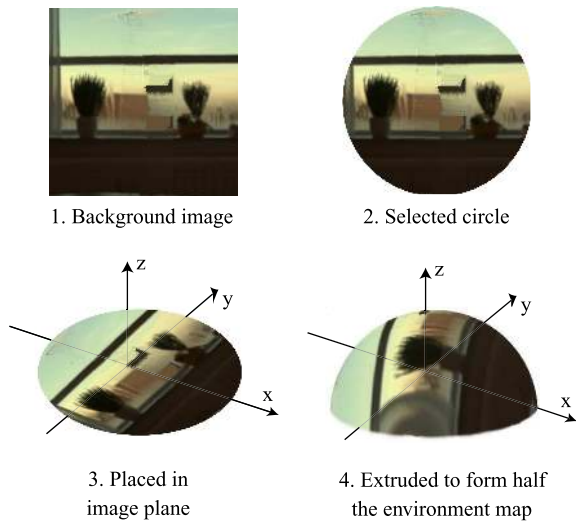 1. Background image
2. Selected circle
z
y
x
3. Placed in
image plane
z
y
x
4. Extruded to form half
the environment map